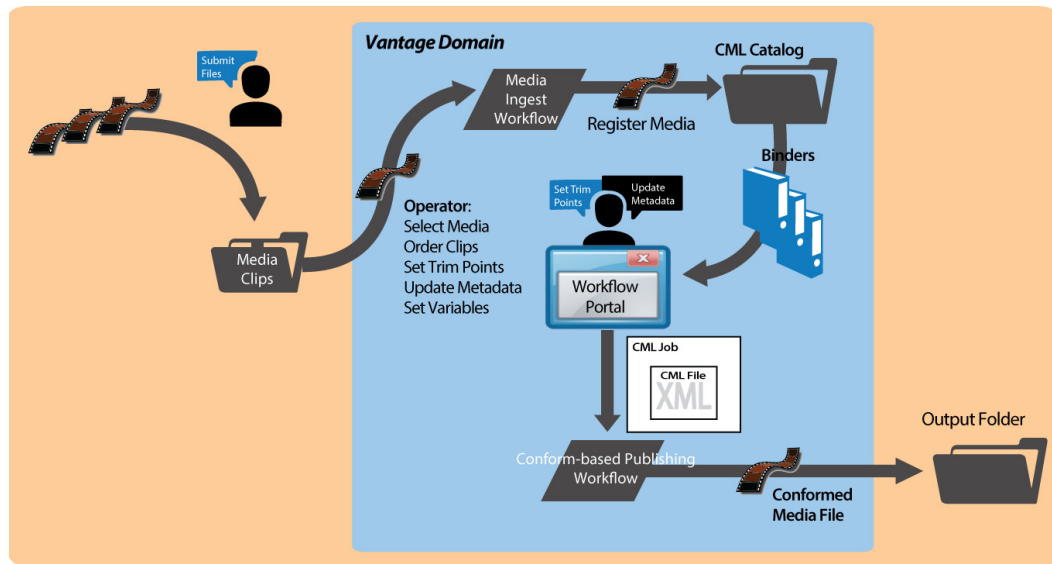 Vantage Domain
CML Catalog
Submit
Files
Media
Ingest
Workflow
Register Media
Binders
Set Trim
Points
Update
Metadata
Operator:
Select Media
Order Clips
Set Trim Points
Update Metadata
Set Variables
Media
Clips
Workflow
Portal
CML Job
CML File
XML
Output Folder
Conform-based Publishing
Workflow
Conformed
Media File